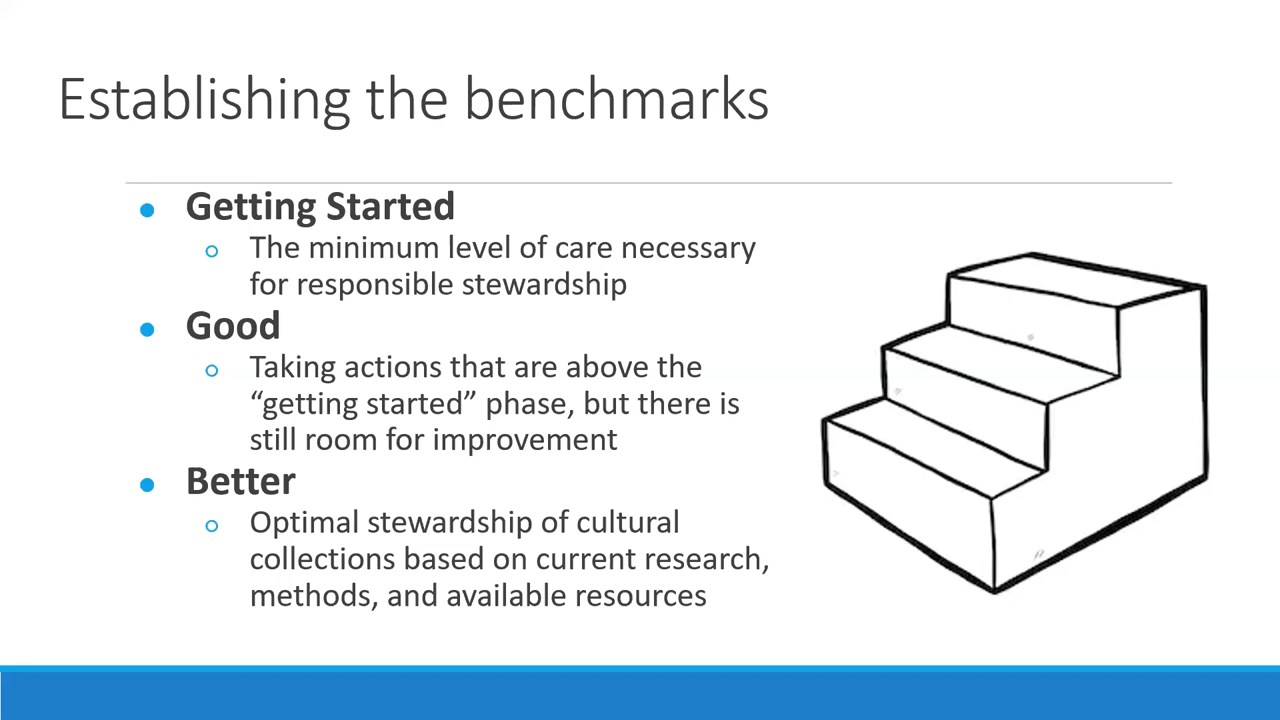 Establishing the benchmarks
Getting Started
The minimum level of care necessary
for responsible stewardship
Good
Taking actions that are above the
“getting started” phase, but there is
still room for improvement
Better
Optimal stewardship of cultural
collections based on current research,
methods, and available resources